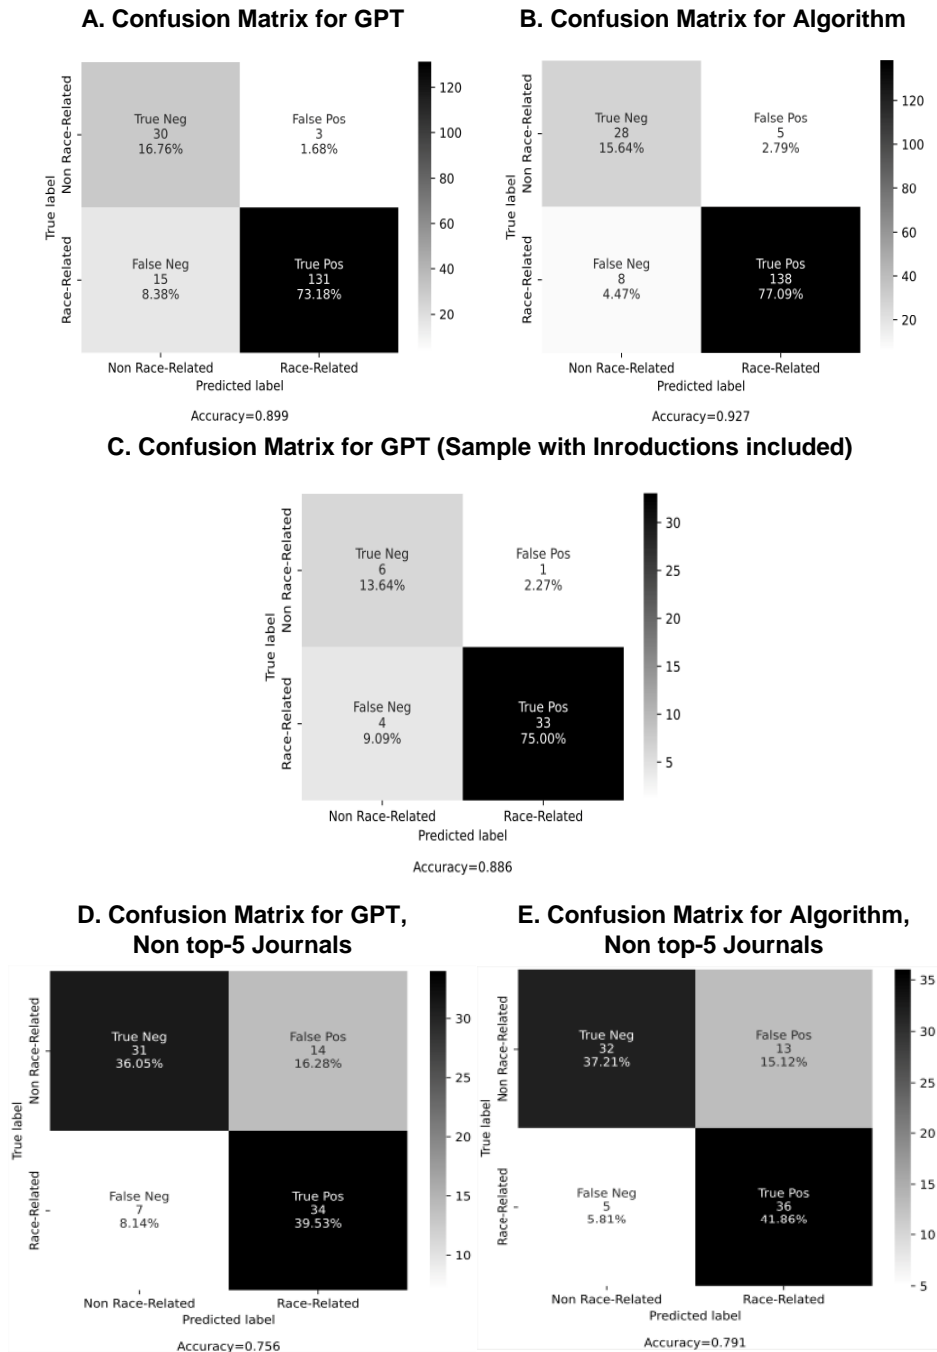 A. Confusion Matrix for GPT
True label
Non Race-Related
Race-Related
True Neg
30
16.76%
False Pos
3
1.68%
False Neg
15
8.38%
True Pos
131
73.18%
120
100
80
60
40
20
Non Race-Related
Race-Related
Predicted label
Accuracy=0.899
B. Confusion Matrix for Algorithm
True label
Non Race-Related
Race-Related
True Neg
28
15.64%
False Pos
5
2.79%
False Neg
8
4.47%
True Pos
138
77.09%
120
100
80
60
40
20
Non Race-Related
Race-Related
Predicted label
Accuracy=0.927
C. Confusion Matrix for GPT (Sample with Inroductions included)
True label
Non Race-Related
Race-Related
True Neg
6
13.64%
False Pos
1
2.27%
False Neg
4
9.09%
True Pos
33
75.00%
30
25
20
15
10
5
Non Race-Related
Race-Related
Predicted label
Accuracy=0.886
D. Confusion Matrix for GPT,
Non top-5 Journals
True label
Non Race-Related
Race-Related
True Neg
31
36.05%
False Pos
14
16.28%
False Neg
7
8.14%
True Pos
34
39.53%
30
25
20
15
10
Non Race-Related
Race-Related
Predicted label
Accuracy=0.756
E. Confusion Matrix for Algorithm,
Non top-5 Journals
True label
Non Race-Related
Race-Related
True Neg
32
37.21%
False Pos
13
15.12%
False Neg
5
5.81%
True Pos
36
41.86%
35
30
25
20
15
10
5
Non Race-Related
Race-Related
Predicted label
Accuracy=0.791